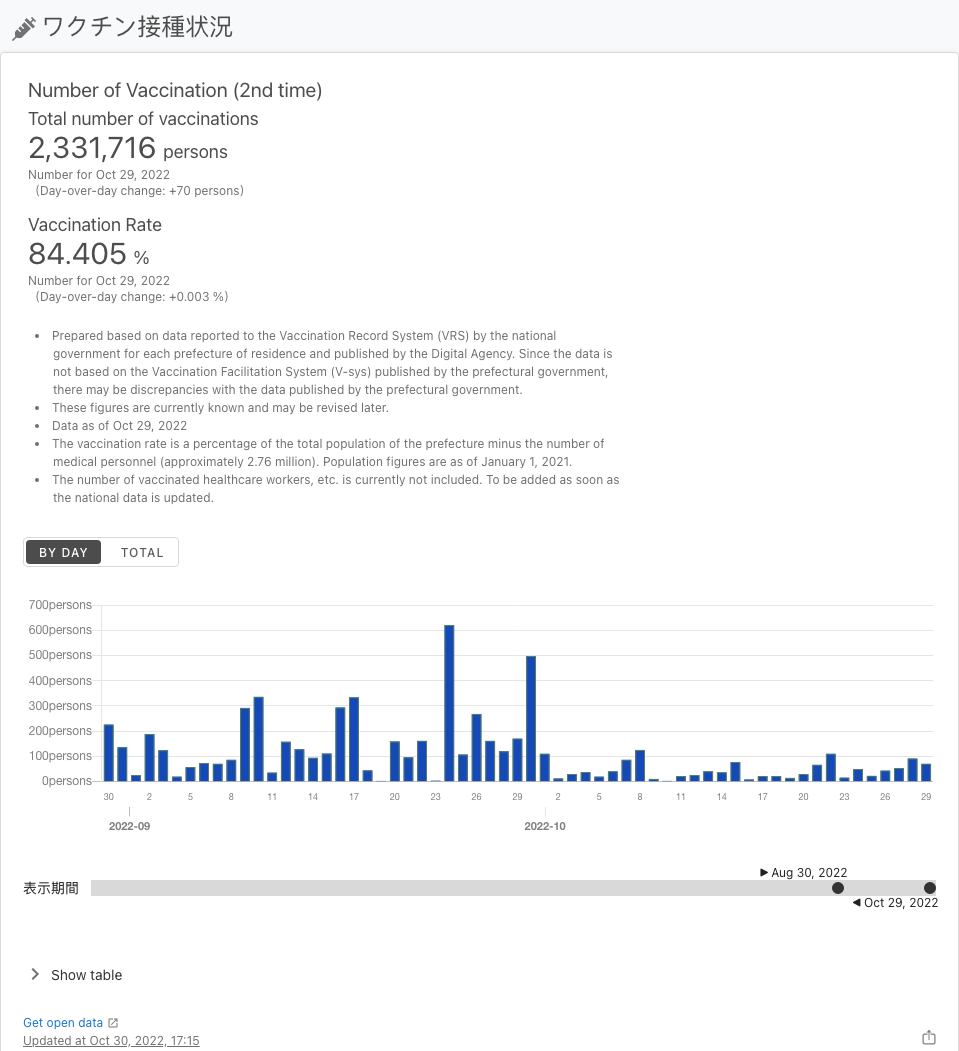 ワクチン接種状況
Number of Vaccination (2nd time)
Total number of vaccinations
2,331,716 persons
Number for Oct 29, 2022
(Day-over-day change: +70 persons)
Vaccination Rate
84.405 %
Number for Oct 29, 2022
(Day-over-day change: +0.003 %)
• Prepared based on data reported to the Vaccination Record System (VRS) by the national
government for each prefecture of residence and published by the Digital Agency. Since the data is
not based on the Vaccination Facilitation System (V-sys) published by the prefectural government,
there may be discrepancies with the data published by the prefectural government.
• These figures are currently known and may be revised later.
• Data as of Oct 29, 2022
• The vaccination rate is a percentage of the total population of the prefecture minus the number of
medical personnel (approximately 2.76 million). Population figures are as of January 1, 2021.
• The number of vaccinated healthcare workers, etc. is currently not included. To be added as soon as
the national data is updated.
BY DAY TOTAL
700persons
600persons
500persons
400persons
300persons
200persons
100persons
0persons
30 2 5 8 11 14 17 20 23 26 29 2 5 8 11 14 17 20 23 26 29
2022-09 2022-10
▶ Aug 30, 2022
表示期間
◀ Oct 29, 2022
Show table
Get open data
Updated at Oct 30, 2022, 17:15